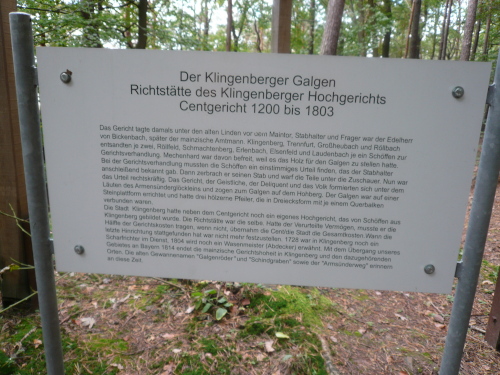 Der Klingenberger Galgen
Richtstätte des Klingenberger Hochgerichts
Centgericht 1200 bis 1803
Das Gericht tagte damals unter den alten Linden vor dem Maintor, Stabhalter und Frager war der Edelherr
von Bickenbach, später der mainzische Amtmann. Klingenberg, Trennfurt, Großheubach und Röllbach
entsenden je zwei, Röllfeld, Schmachtenberg, Erlenbach, Elsenfeld und Laudenbach je ein Schöffen zur
Gerichtsverhandlung. Mechenhard war davon befreit, weil es das Holz für den Galgen zu stellen hatte.
Bei der Gerichtsverhandlung mussten die Schöffen ein einstimmiges Urteil finden, das der Stabhalter
anschließend bekannt gab. Dann zerbrach er seinen Stab und warf die Teile unter die Zuschauer. Nun war
das Urteil rechtskräftig. Das Gericht, der Geistliche, der Deliquent und das Volk formierten sich unter dem
Läuten des Armensünderglöckleins und zogen zum Galgen auf dem Hohberg. Der Galgen war auf einer
Steinplattform errichtet und hatte drei hölzerne Pfeiler, die in Dreiecksform mit je einem Querbalken
verbunden waren.
Die Stadt Klingenberg hatte neben dem Centgericht noch ein eigenes Hochgericht, das von Schöffen aus
Klingenberg gebildet wurde. Die Richtstätte war die selbe. Hatte der Verurteilte Vermögen, musste er die
Hälfte der Gerichtskosten tragen, wenn nicht, übernahm die Cent/die Stadt die Gesamtkosten. Wann die
letzte Hinrichtung stattgefunden hat war nicht mehr festzustellen. 1726 war in Klingenberg noch ein
Scharfrichter im Dienst, 1804 wird noch ein Wasenmeister (Abdecker) erwähnt. Mit dem Übergang unseres
Gebietes an Bayern 1814 endet die mainzische Gerichtshoheit in Klingenberg und den dazugehörenden
Orten. Die alten Gewannenamen "Galgenräder" und "Schindgraben" sowie der "Armsünderweg" erinnern
an diese Zeit.